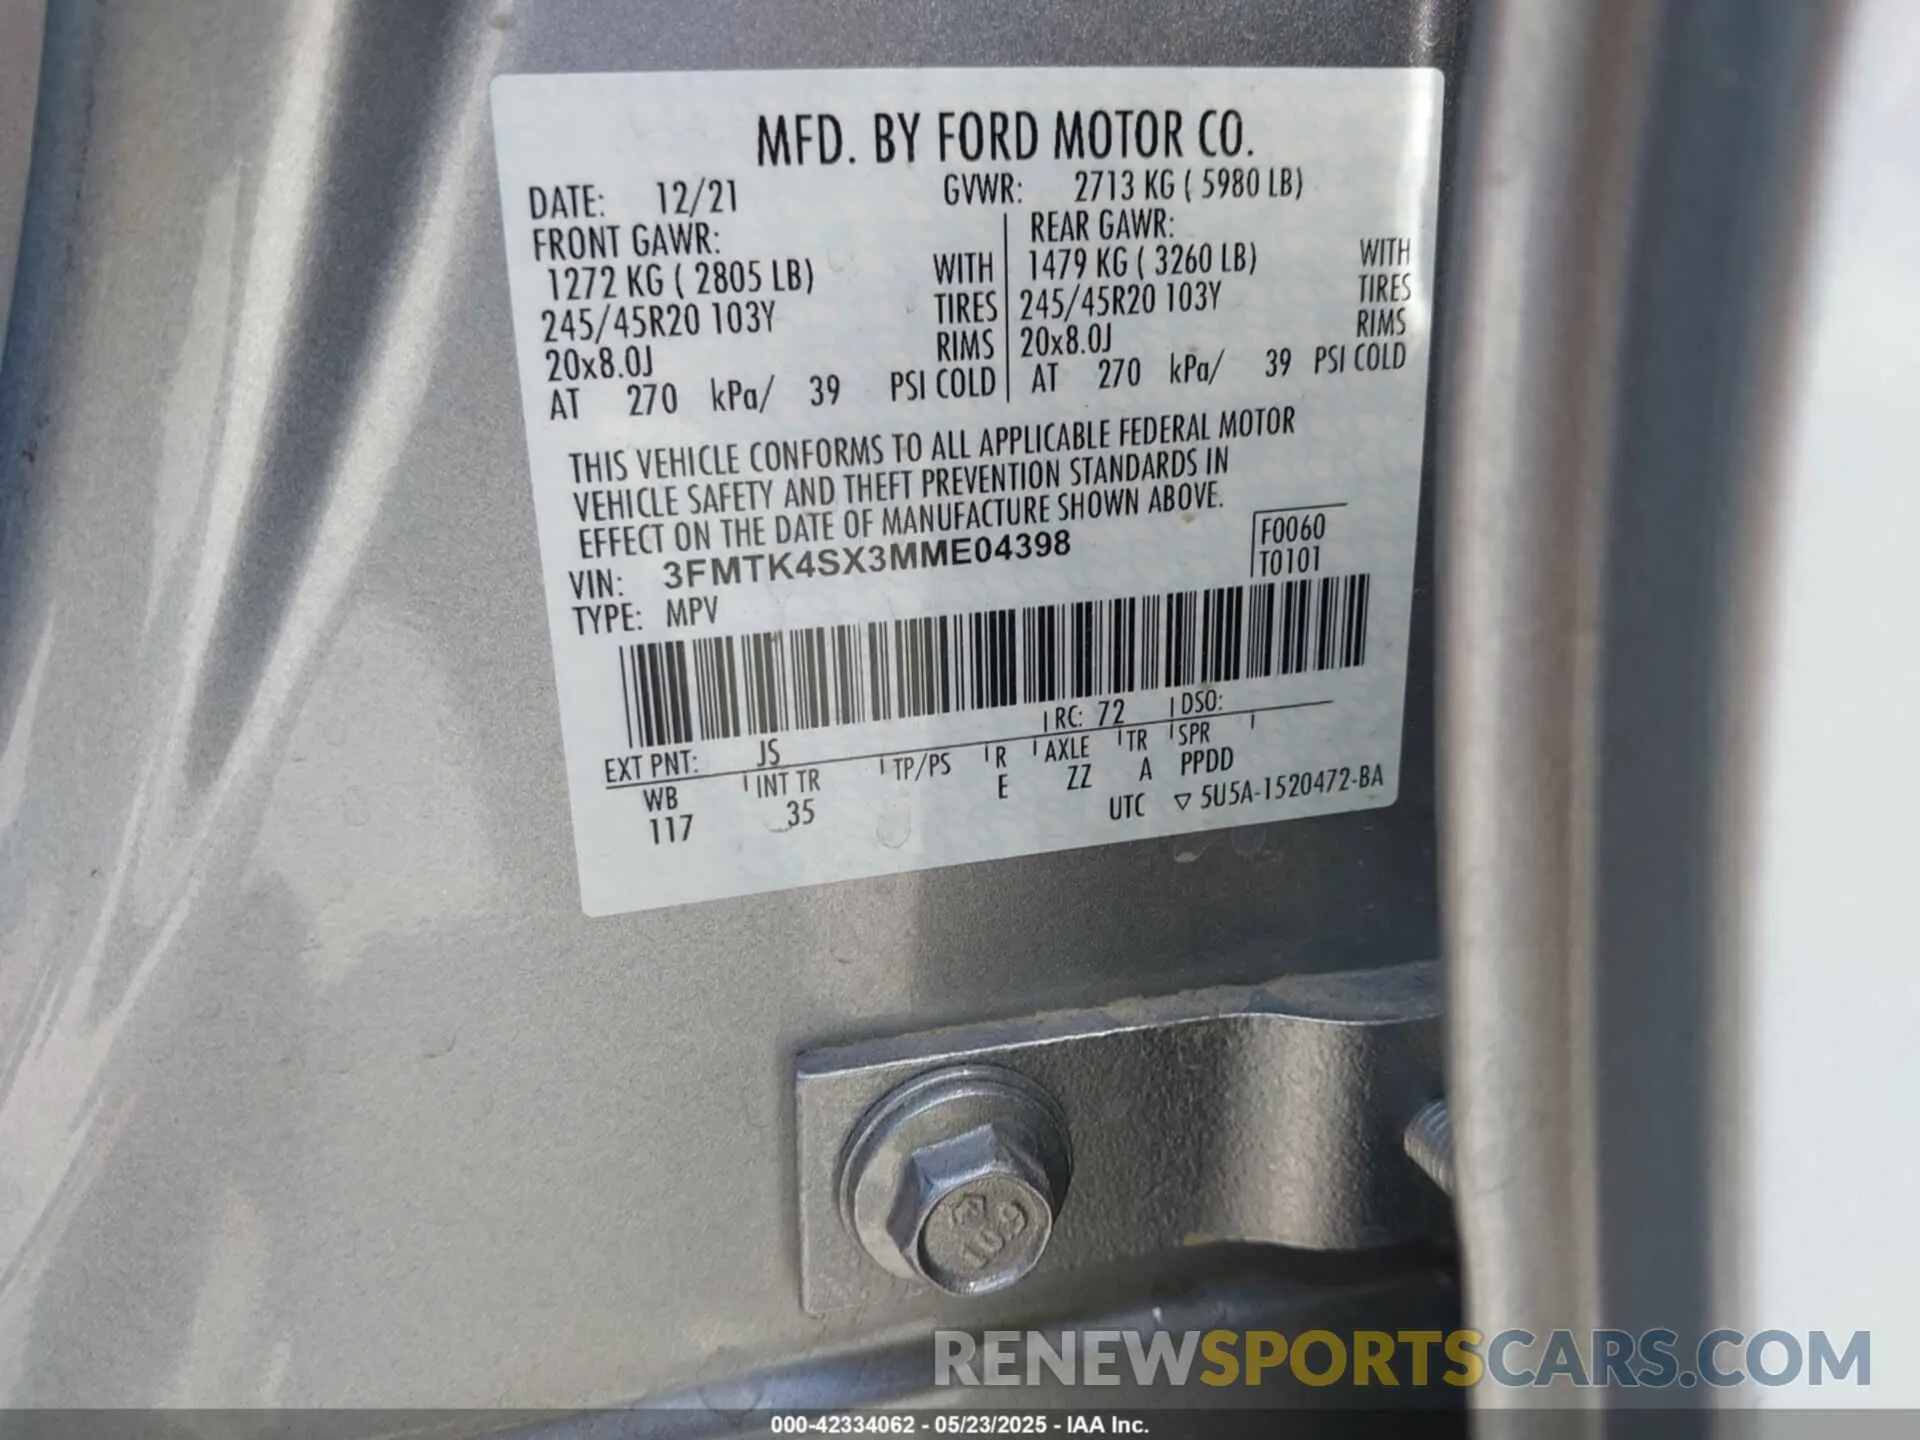 MFD. BY FORD MOTOR CO.
DATE: 12/21 GVWR: 2713 KG ( 5980 LB)
FRONT GAWR: REAR GAWR:
1272 KG ( 2805 LB) WITH 1479 KG ( 3260 LB) WITH
245/45R20 103Y TIRES 245/45R20 103Y TIRES
20x8.0J RIMS 20x8.0J RIMS
AT 270 kPa/ 39 PSI COLD AT 270 kPa/ 39 PSI COLD
THIS VEHICLE CONFORMS TO ALL APPLICABLE FEDERAL MOTOR
VEHICLE SAFETY AND THEFT PREVENTION STANDARDS IN
EFFECT ON THE DATE OF MANUFACTURE SHOWN ABOVE.
F0060
VIN: 3FMTK4SX3MME04398 T0101
TYPE: MPV
EXT PNT: JS RC: 72 DSO:
WB INT TR TP/PS R AXLE TR SPR
117 35 E ZZ A PPDD
UTC ▽ 5U5A-1520472-BA
109
RENEWSPORTSCARS.COM
000-42334062 - 05/23/2025 - IAA Inc.